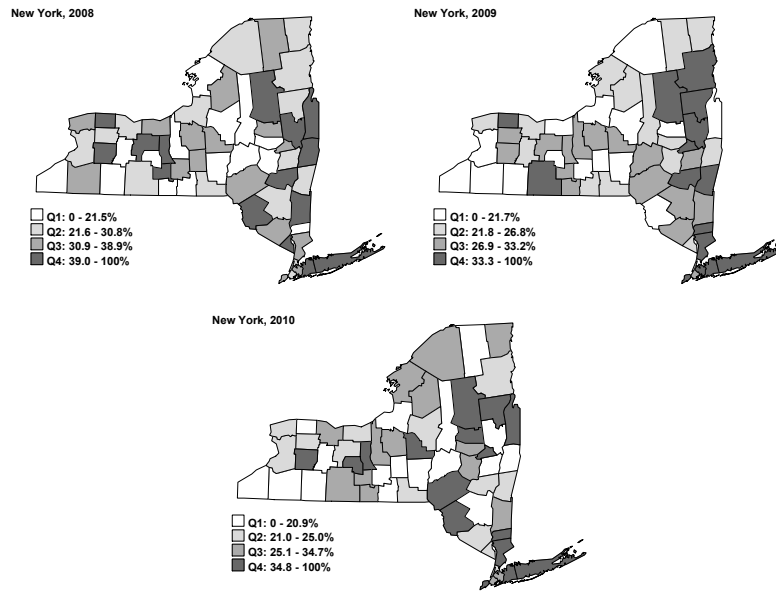 New York, 2008
Q1: 0 - 21.5%
Q2: 21.6 - 30.8%
Q3: 30.9 - 38.9%
Q4: 39.0 - 100%
New York, 2009
Q1: 0 - 21.7%
Q2: 21.8 - 26.8%
Q3: 26.9 - 33.2%
Q4: 33.3 - 100%
New York, 2010
Q1: 0 - 20.9%
Q2: 21.0 - 25.0%
Q3: 25.1 - 34.7%
Q4: 34.8 - 100%